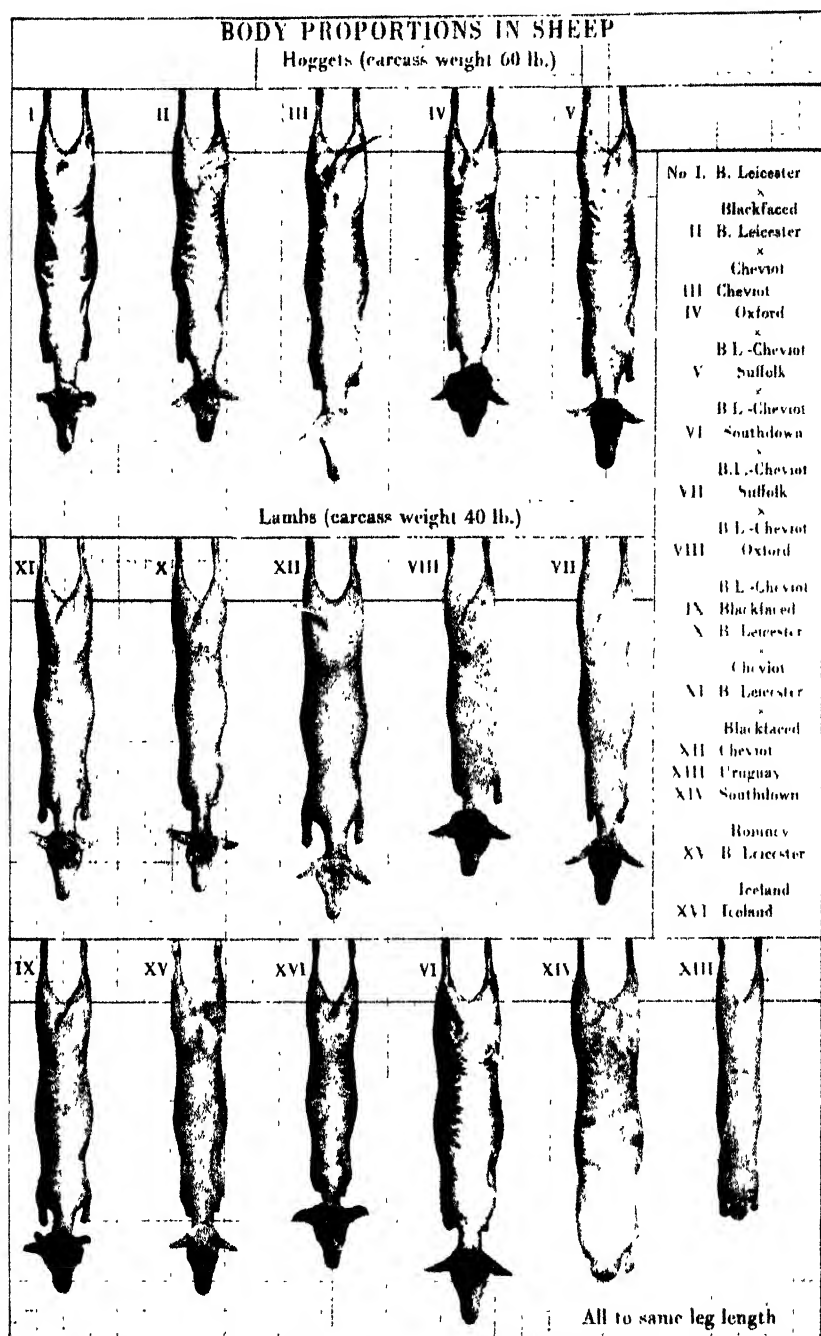 BODY PROPORTIONS IN SHEEP
Hoggets (carcass weight 60 lb.)
I II III IV V
No I. B. Leicester
×
Blackfaced
II B. Leicester
×
Cheviot
III Cheviot
IV Oxford
×
B L.-Cheviot
V Suffolk
×
B L.-Cheviot
VI Southdown
×
B.L.-Cheviot
VII Suffolk
×
B L.-Cheviot
VIII Oxford
B L.-Cheviot
IX Blackfaced
X B. Leicester
×
Cheviot
XI B. Leicester
×
Blackfaced
XII Cheviot
XIII Uruguay
XIV Southdown
Romney
XV B. Leicester
Iceland
XVI Iceland
Lambs (carcass weight 40 lb.)
XI X XII VIII VII
IX XV XVI VI XIV XIII
All to same leg length